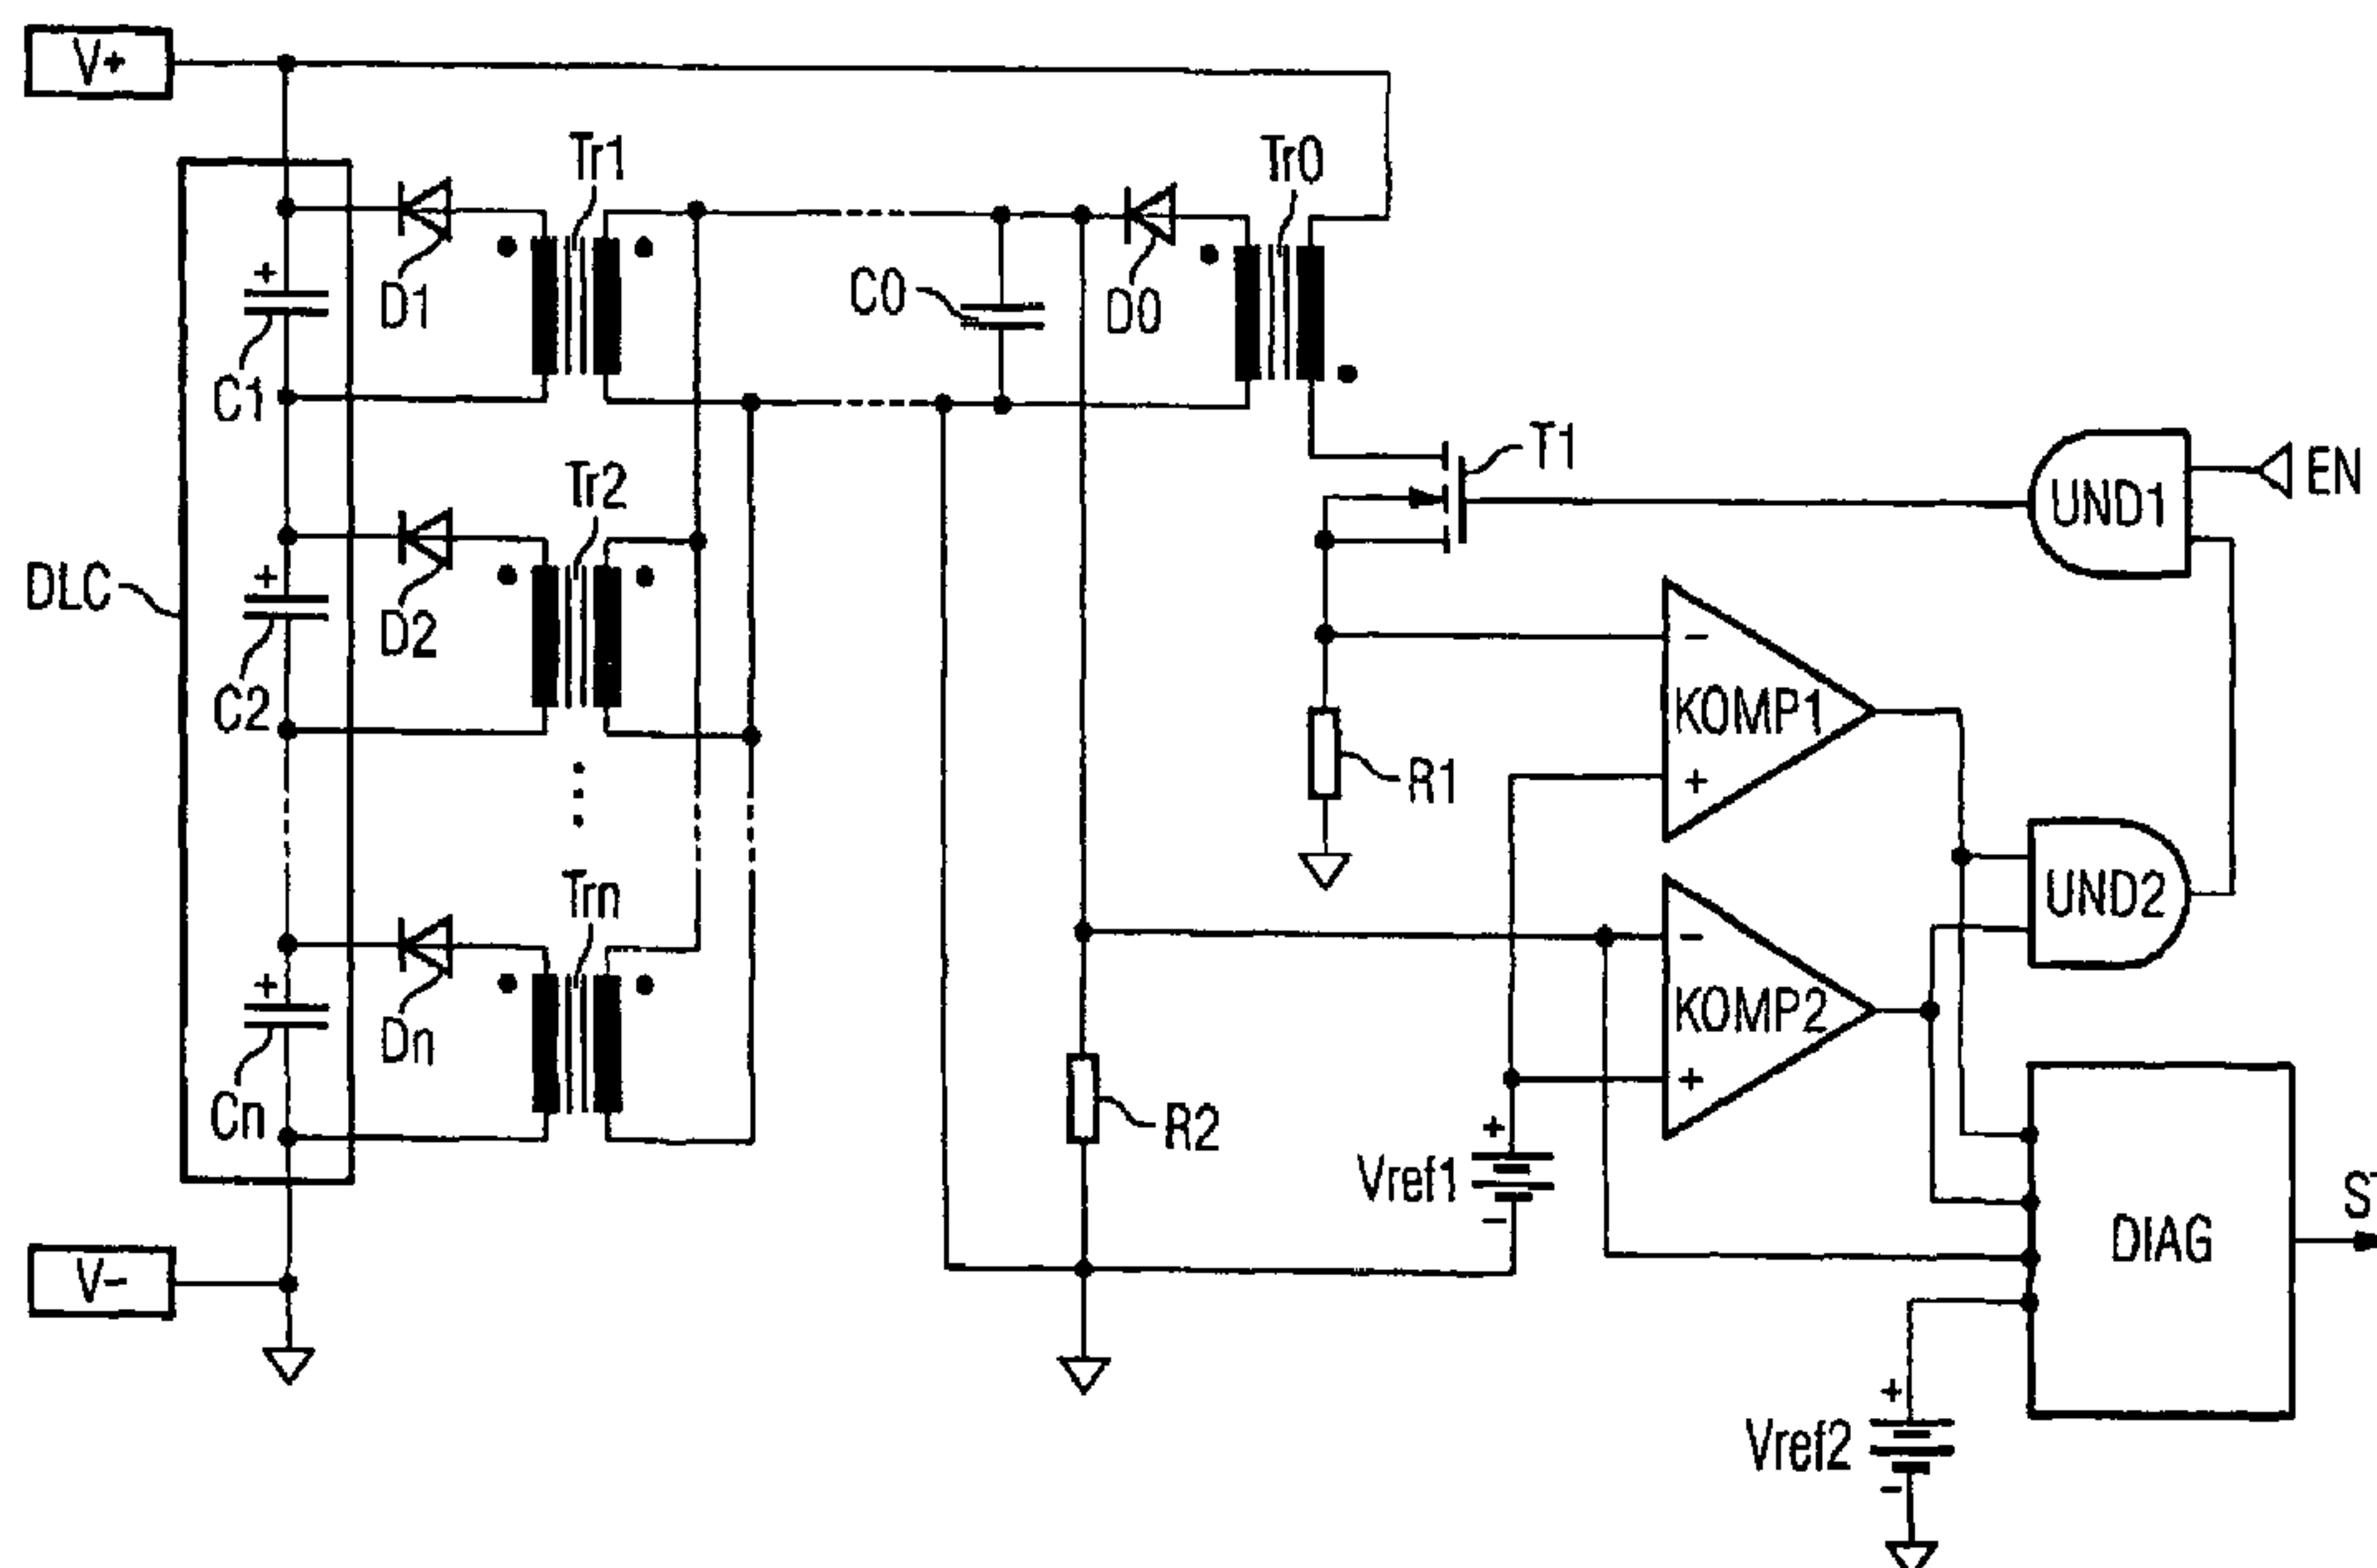 V+
Tr1
Tr0
D1
C0
D0
C1
T1
EN
UND1
Tr2
DLC
D2
C2
KOMP1
R1
UND2
Trn
KOMP2
Dn
Cn
R2
Vref1
DIAG
V-
Vref2
+
+
+
-
+
-
+
+
-
+
-